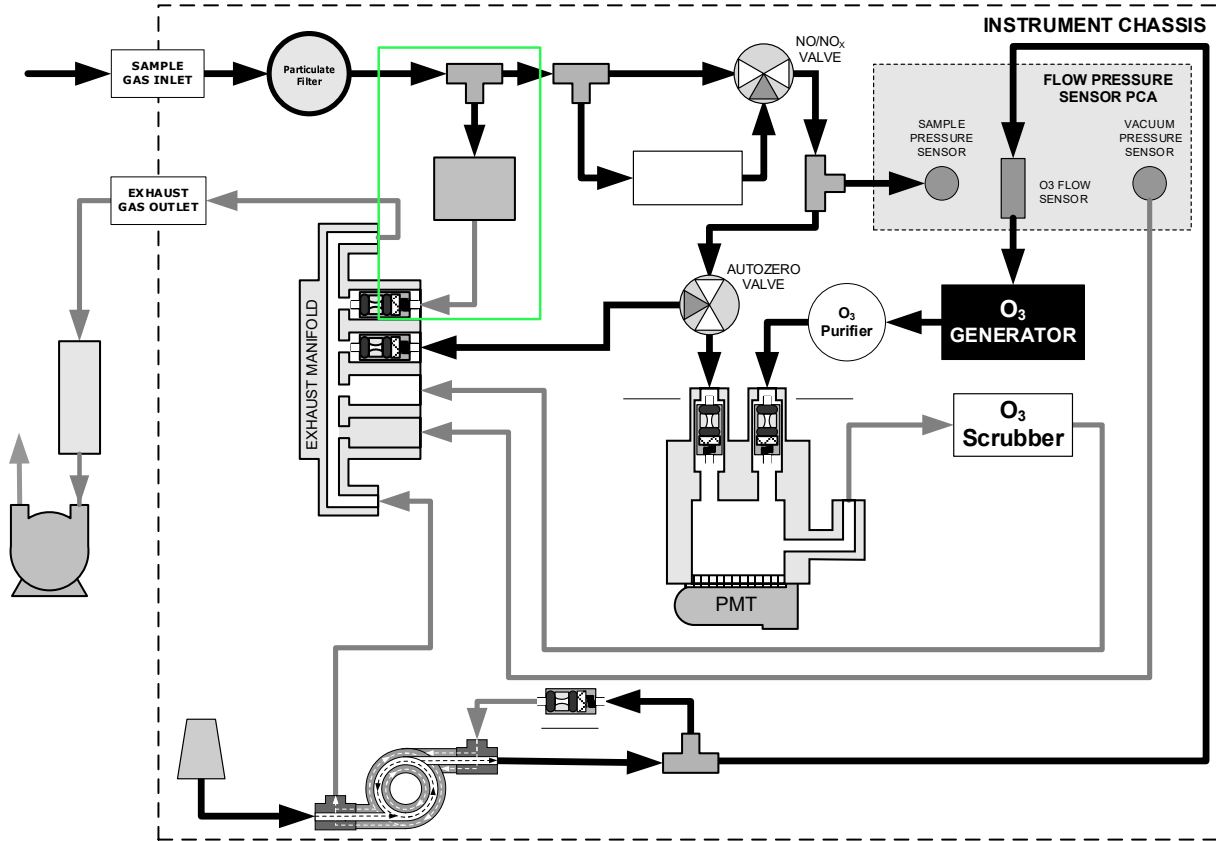 INSTRUMENT CHASSIS
SAMPLE
GAS INLET
Particulate
Filter
NO/NOX
VALVE
FLOW PRESSURE
SENSOR PCA
SAMPLE
PRESSURE
SENSOR
VACUUM
PRESSURE
SENSOR
O3 FLOW
SENSOR
EXHAUST
GAS OUTLET
AUTOZERO
VALVE
O3
Purifier
O3
GENERATOR
EXHAUST MANIFOLD
O3
Scrubber
PMT